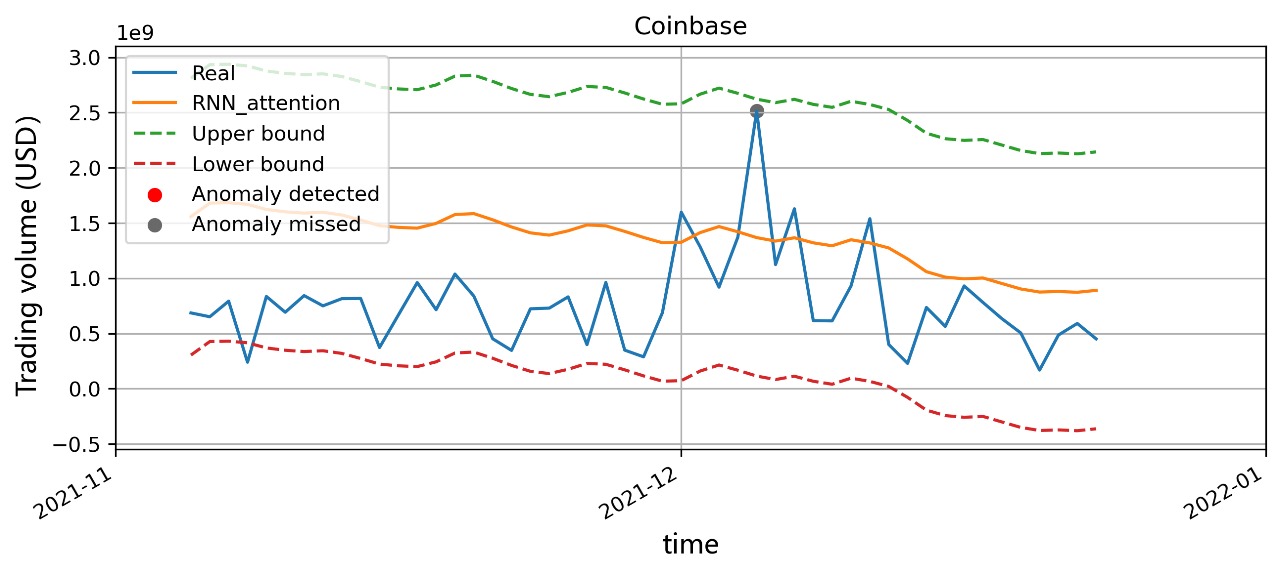 Coinbase
1e9
3.0
2.5
2.0
1.5
1.0
0.5
0.0
−0.5
Trading volume (USD)
Real
RNN_attention
Upper bound
Lower bound
Anomaly detected
Anomaly missed
2021-11
2021-12
2022-01
time